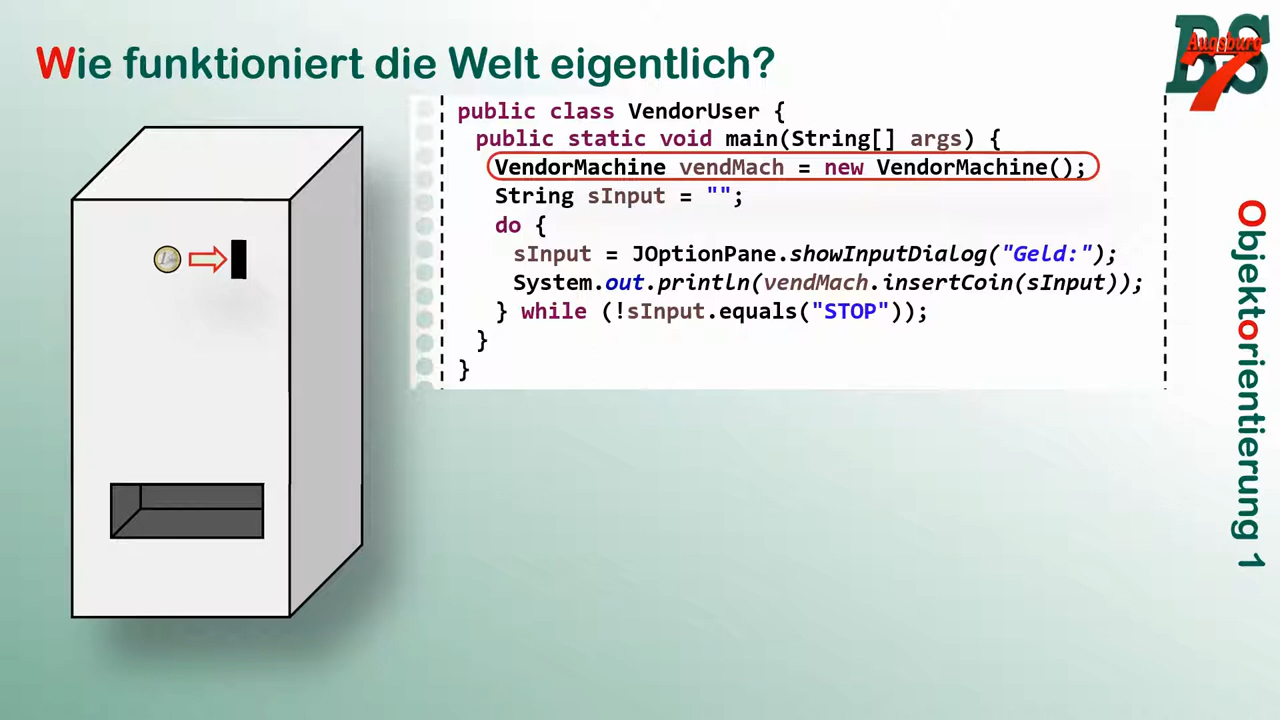 Wie funktioniert die Welt eigentlich?
BS
Augsburg
7
public class VendorUser {
public static void main(String[] args) {
VendorMachine vendMach = new VendorMachine();
String sInput = "";
do {
sInput = JOptionPane.showInputDialog("Geld:");
System.out.println(vendMach.insertCoin(sInput));
} while (!sInput.equals("STOP"));
}
}
Objektorientierung 1